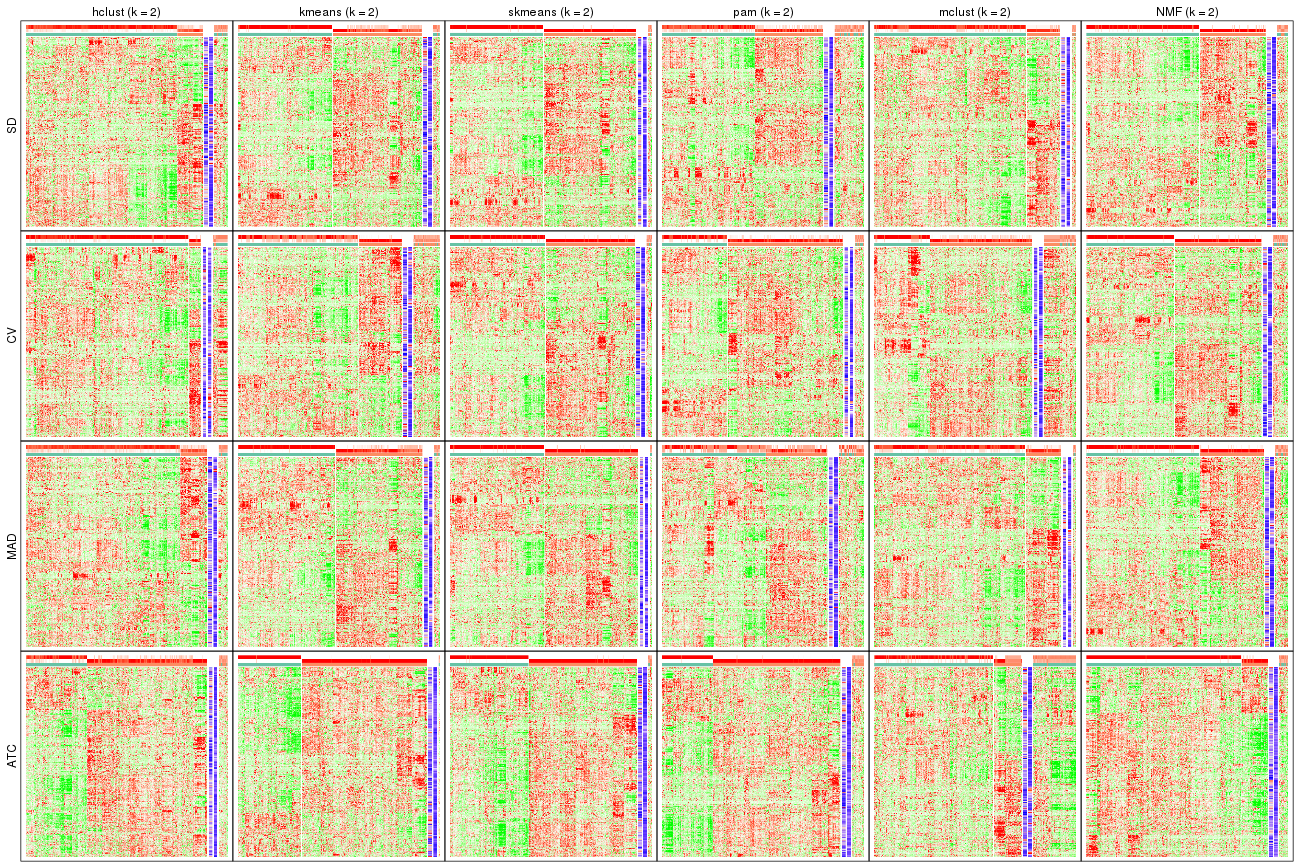 hclust (k = 2) kmeans (k = 2) skmeans (k = 2) pam (k = 2) mclust (k = 2) NMF (k = 2)
SD
CV
MAD
ATC